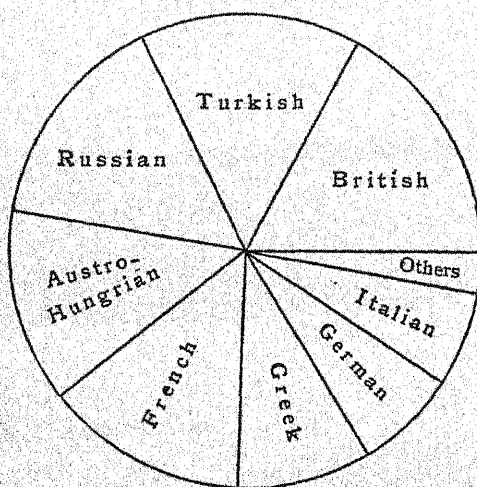 Turkish
Russian
British
Others
Austro-
Hungrian
Italian
German
French
Greek